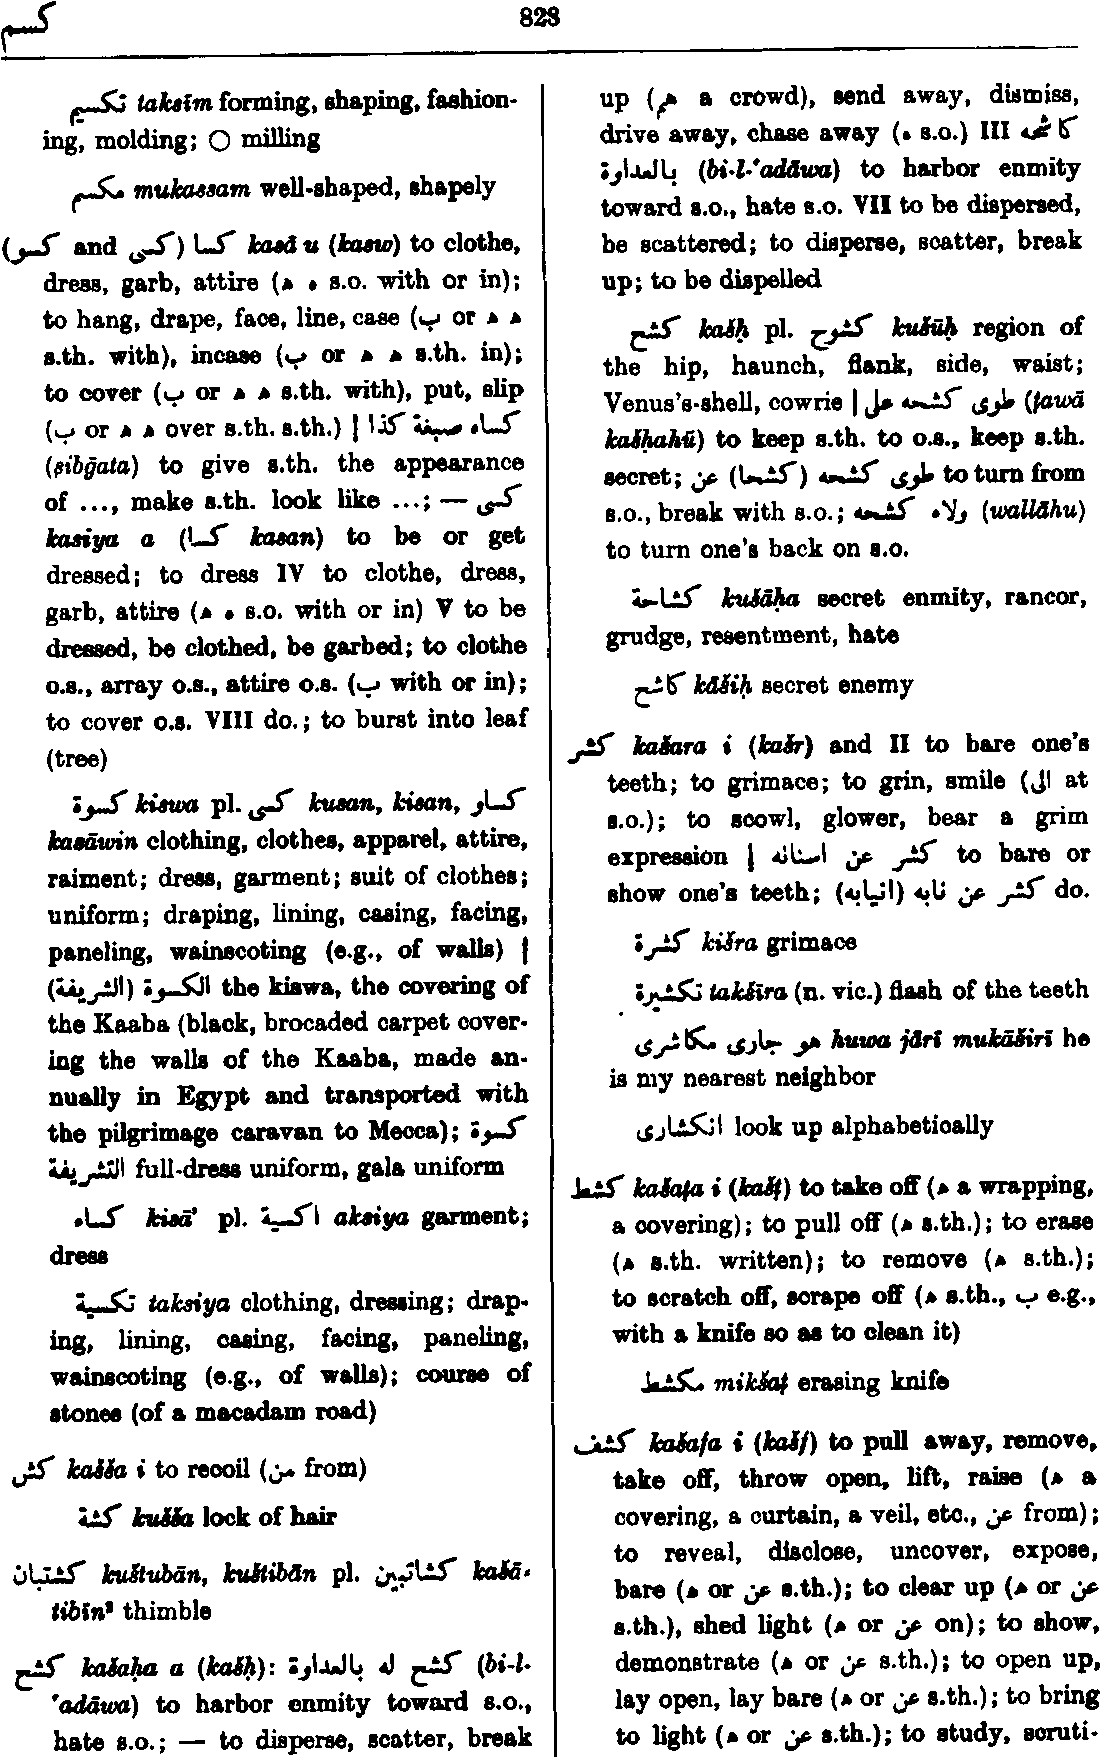 كسم
828
تكسيم taksīm forming, shaping, fashion-
ing, molding; ○ milling
مكسم mukassam well-shaped, shapely
(كسو and كسى) كسا kasā u (kasw) to clothe,
dress, garb, attire (ه ه s.o. with or in);
to hang, drape, face, line, case (ب or ه ه
s.th. with), incase (ب or ه ه s.th. in);
to cover (ب or ه ه s.th. with), put, slip
(ب or ه ه over s.th. s.th.) | كساه صبغة كذا
(ṣibḡata) to give s.th. the appearance
of ..., make s.th. look like ...; — كسى
kasiya a (كسا kasan) to be or get
dressed; to dress IV to clothe, dress,
garb, attire (ه ه s.o. with or in) V to be
dressed, be clothed, be garbed; to clothe
o.s., array o.s., attire o.s. (ب with or in);
to cover o.s. VIII do.; to burst into leaf
(tree)
كسوة kiswa pl. كسى kusan, kisan, كساو
kasāwin clothing, clothes, apparel, attire,
raiment; dress, garment; suit of clothes;
uniform; draping, lining, casing, facing,
paneling, wainscoting (e.g., of walls) |
الكسوة (الشريفة) the kiswa, the covering of
the Kaaba (black, brocaded carpet cover-
ing the walls of the Kaaba, made an-
nually in Egypt and transported with
the pilgrimage caravan to Mecca); كسوة
التشريفة full-dress uniform, gala uniform
كساء kisā' pl. اكسية aksiya garment;
dress
تكسية taksiya clothing, dressing; drap-
ing, lining, casing, facing, paneling,
wainscoting (e.g., of walls); course of
stones (of a macadam road)
كش kašša i to recoil (من from)
كشة kušša lock of hair
كشتبان kuštubān, kuštibān pl. كشاتبين kašā-
tibīn² thimble
كشح kašaḥa a (kašḥ): كشح له بالعداوة (bi-l-
'adāwa) to harbor enmity toward s.o.,
hate s.o.; — to disperse, scatter, break
up (هم a crowd), send away, dismiss,
drive away, chase away (ه s.o.) III كاشحه
بالعداوة (bi-l-'adāwa) to harbor enmity
toward s.o., hate s.o. VII to be dispersed,
be scattered; to disperse, scatter, break
up; to be dispelled
كشح kašḥ pl. كشوح kušūḥ region of
the hip, haunch, flank, side, waist;
Venus's-shell, cowrie | طوى كشحه على (ṭawā
kašḥahū) to keep s.th. to o.s., keep s.th.
secret; طوى كشحه (كشحا) عن to turn from
s.o., break with s.o.; ولاه كشحه (wallāhu)
to turn one's back on s.o.
كشاحة kušāḥa secret enmity, rancor,
grudge, resentment, hate
كاشح kāšiḥ secret enemy
كشر kašara i (kašr) and II to bare one's
teeth; to grimace; to grin, smile (الى at
s.o.); to scowl, glower, bear a grim
expression | كشر عن اسنانه to bare or
show one's teeth; كشر عن نابه (انيابه) do.
كشرة kišra grimace
تكشيرة takšīra (n. vic.) flash of the teeth
هو جارى مكاشرى huwa jārī mukāširī he
is my nearest neighbor
انكشارى look up alphabetically
كشط kašaṭa i (kašṭ) to take off (ه a wrapping,
a covering); to pull off (ه s.th.); to erase
(ه s.th. written); to remove (ه s.th.);
to scratch off, scrape off (ه s.th., ب e.g.,
with a knife so as to clean it)
مكشط mikšaṭ erasing knife
كشف kašafa i (kašf) to pull away, remove,
take off, throw open, lift, raise (ه a
covering, a curtain, a veil, etc., عن from);
to reveal, disclose, uncover, expose,
bare (ه or عن s.th.); to clear up (ه or عن
s.th.), shed light (ه or عن on); to show,
demonstrate (ه or عن s.th.); to open up,
lay open, lay bare (ه or عن s.th.); to bring
to light (ه or عن s.th.); to study, scruti-